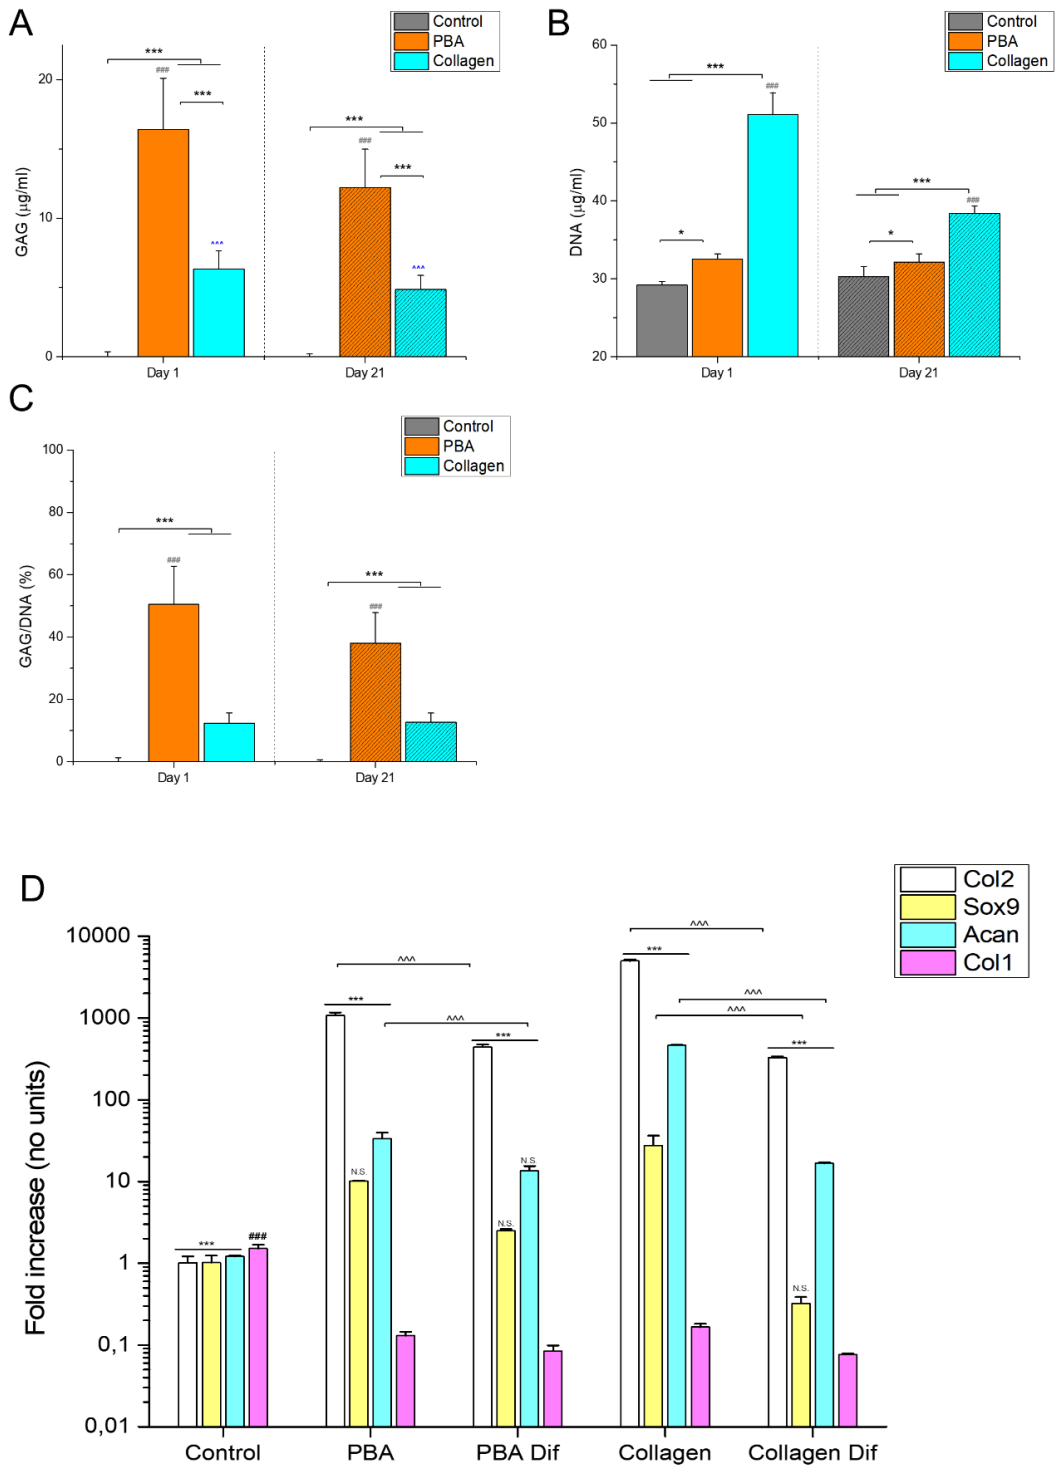 A
Control
PBA
Collagen
GAG (µg/ml)
20
10
0
***
###
***
^^^
***
###
***
^^^
Day 1
Day 21
B
Control
PBA
Collagen
DNA (µg/ml)
60
50
40
30
20
***
###
*
***
###
*
Day 1
Day 21
C
Control
PBA
Collagen
GAG/DNA (%)
100
80
60
40
20
0
***
###
***
###
Day 1
Day 21
D
Col2
Sox9
Acan
Col1
Fold increase (no units)
10000
1000
100
10
1
0,1
0,01
^^^
^^^
***
^^^
***
^^^
^^^
***
***
N.S.
N.S.
N.S.
N.S.
***
###
Control
PBA
PBA Dif
Collagen
Collagen Dif